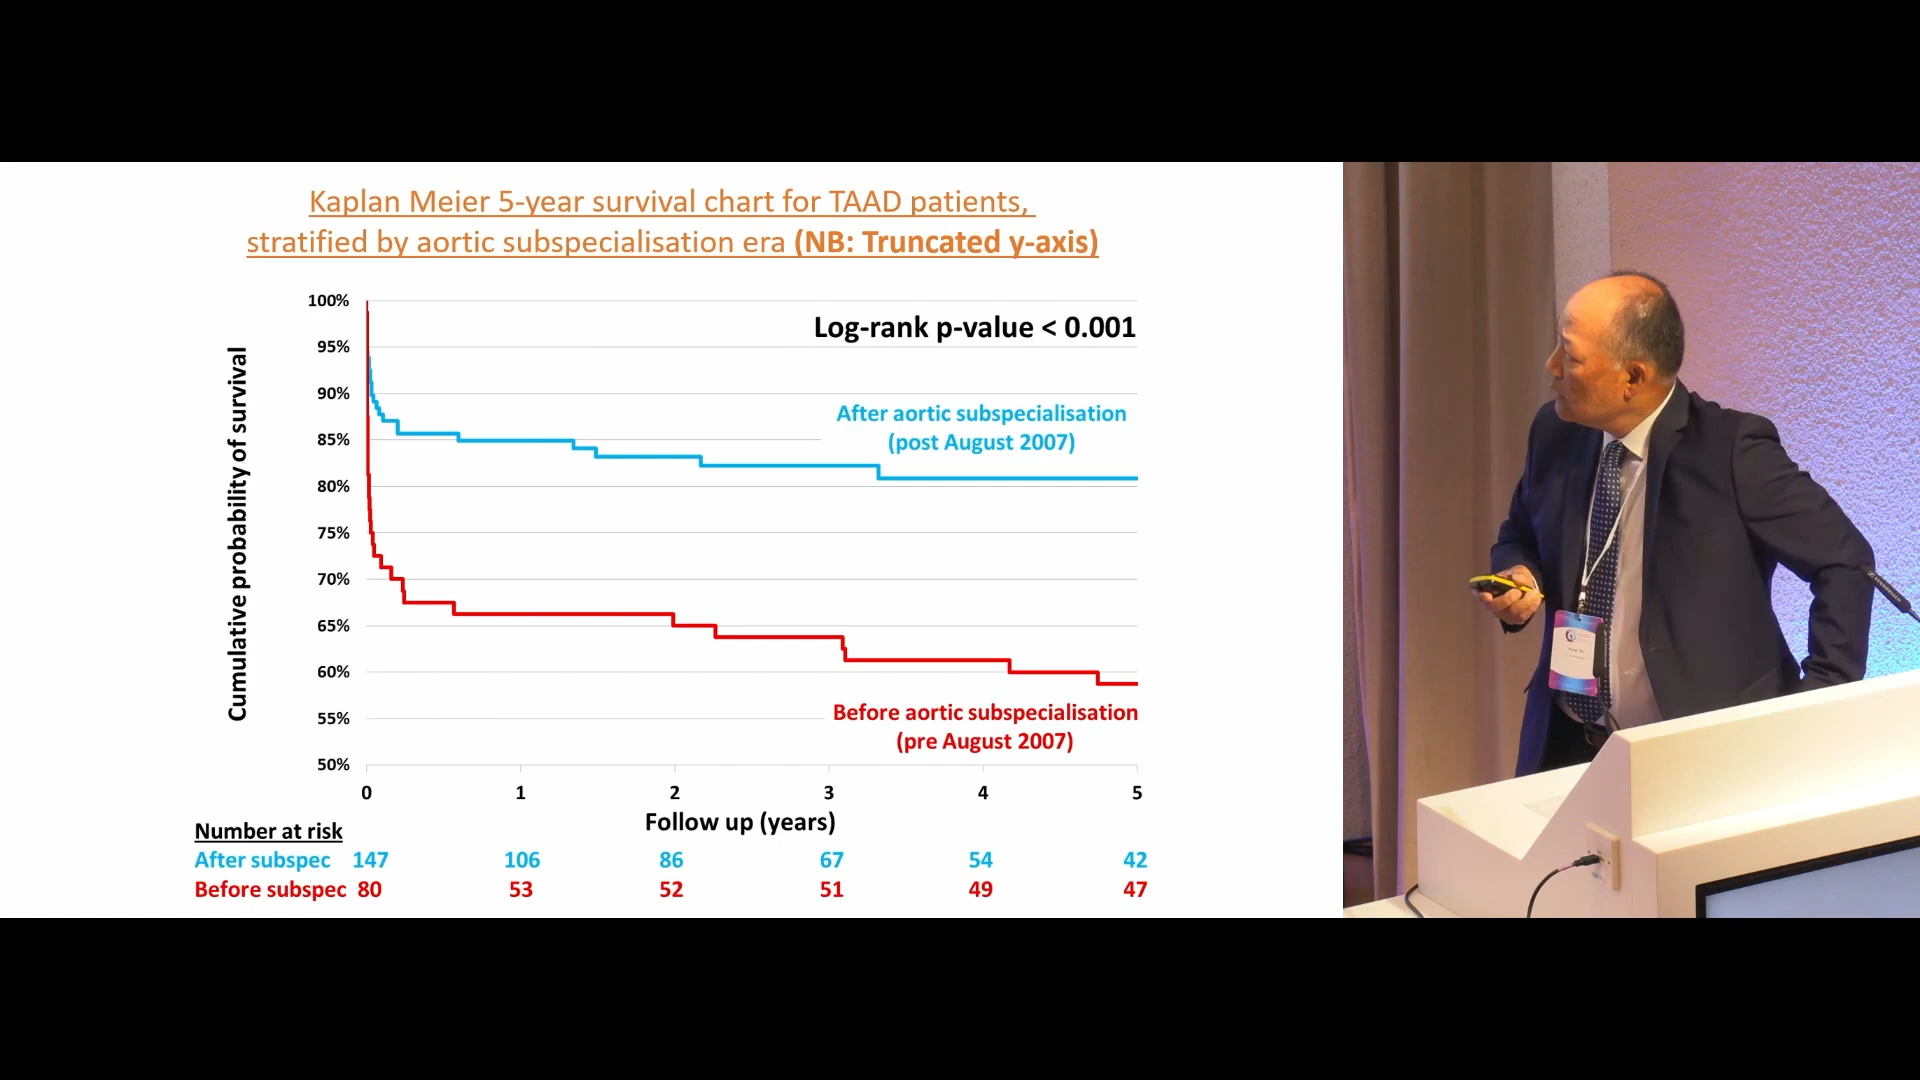 Kaplan Meier 5-year survival chart for TAAD patients,
stratified by aortic subspecialisation era (NB: Truncated y-axis)
Cumulative probability of survival
100%
95%
90%
85%
80%
75%
70%
65%
60%
55%
50%
Log-rank p-value < 0.001
After aortic subspecialisation
(post August 2007)
Before aortic subspecialisation
(pre August 2007)
0 1 2 3 4 5
Follow up (years)
Number at risk
After subspec 147 106 86 67 54 42
Before subspec 80 53 52 51 49 47